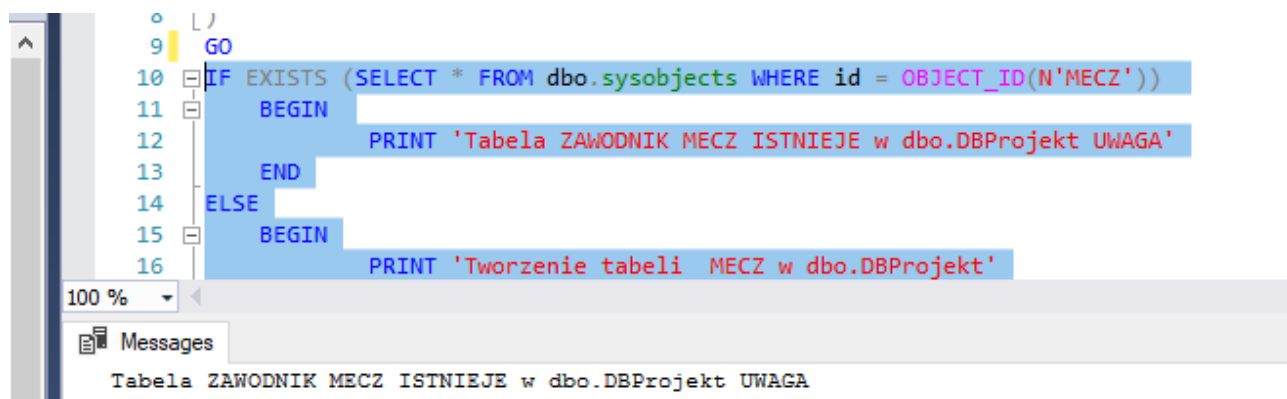 8 )
9 GO
10 IF EXISTS (SELECT * FROM dbo.sysobjects WHERE id = OBJECT_ID(N'MECZ'))
11 BEGIN
12 PRINT 'Tabela ZAWODNIK MECZ ISTNIEJE w dbo.DBProjekt UWAGA'
13 END
14 ELSE
15 BEGIN
16 PRINT 'Tworzenie tabeli  MECZ w dbo.DBProjekt'
100 %
Messages
Tabela ZAWODNIK MECZ ISTNIEJE w dbo.DBProjekt UWAGA